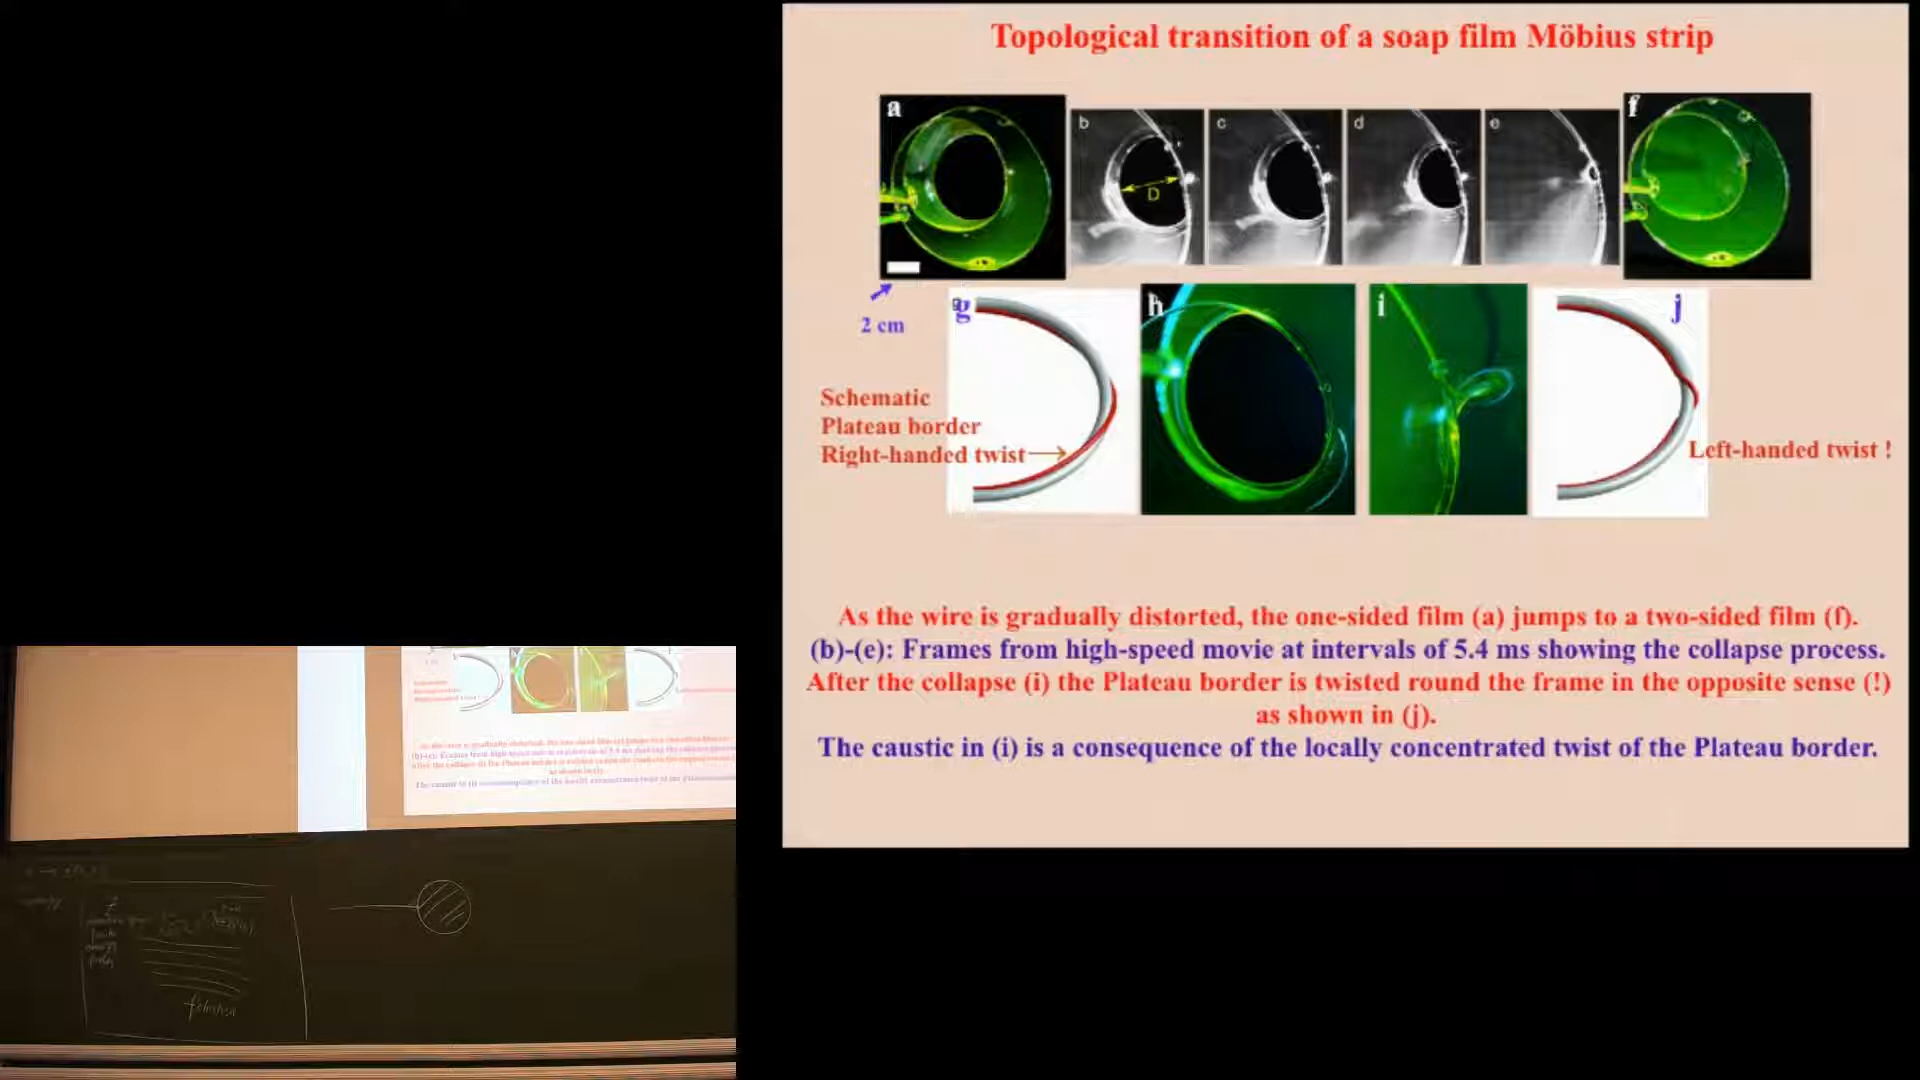 Topological transition of a soap film Möbius strip
a
b
c
d
e
f
D
2 cm
g
h
i
j
Schematic
Plateau border
Right-handed twist
Left-handed twist !
As the wire is gradually distorted, the one-sided film (a) jumps to a two-sided film (f).
(b)-(e): Frames from high-speed movie at intervals of 5.4 ms showing the collapse process.
After the collapse (i) the Plateau border is twisted round the frame in the opposite sense (!)
as shown in (j).
The caustic in (i) is a consequence of the locally concentrated twist of the Plateau border.